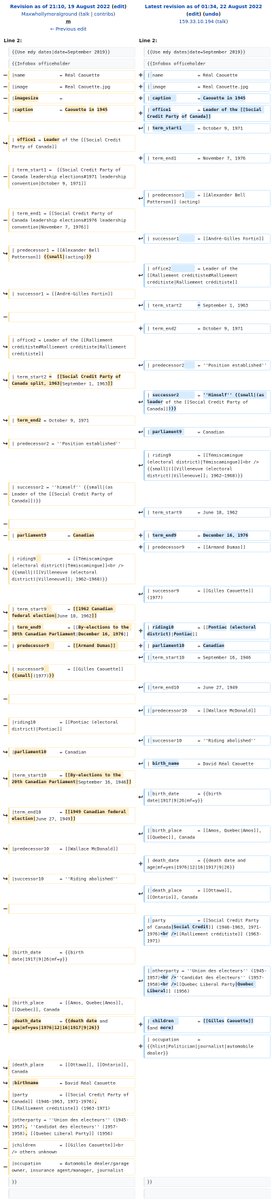 Revision as of 21:10, 19 August 2022 (edit)
Maxwellsmoreground (talk | contribs)
m
← Previous edit
Line 2:
{{Use mdy dates|date=September 2019}}
{{Infobox officeholder
|name = Real Caouette
|image = Real Caouette.jpg
|imagesize =
|caption = Caouette in 1945
| office1 = Leader of the [[Social Credit
Party of Canada]]
| term_start1 = [[Social Credit Party of
Canada leadership elections#1971 leadership
convention|October 9, 1971]]
| term_end1 = [[Social Credit Party of
Canada leadership elections#1976 leadership
convention|November 7, 1976]]
| predecessor1 = [[Alexander Bell
Patterson]] {{small|(acting)}}
| successor1 = [[André-Gilles Fortin]]
| office2 = Leader of the [[Ralliement
créditiste#Ralliement créditiste|Ralliement
créditiste]]
| term_start2 = [[Social Credit Party of
Canada split, 1963|September 1, 1963]]
| term_end2 = October 9, 1971
| predecessor2 = ''Position established''
| successor2 = ''himself'' {{small|(as
Leader of the [[Social Credit Party of
Canada]])}}
| parliament9 = Canadian
| riding9 = [[Témiscamingue
(electoral district)|Témiscamingue]]<br />
{{small|([[Villeneuve (electoral
district)|Villeneuve, 1962–1968)}}
| term_start9 = [[1962 Canadian
federal election|June 18, 1962]]
| term_end9 = [[By-elections to the
30th Canadian Parliament|December 16, 1976]]
| predecessor9 = [[Armand Dumas]]
| successor9 = [[Gilles Caouette]]
{{small|(1977)}}
|riding10 = [[Pontiac (electoral
district)|Pontiac]]
|parliament10 = Canadian
|term_start10 = [[By-elections to the
20th Canadian Parliament|September 16, 1946]]
|term_end10 = [[1949 Canadian federal
election|June 27, 1949]]
|predecessor10 = [[Wallace McDonald]]
|successor10 = ''Riding abolished''
|birth_date = {{birth
date|1917|9|26|mf=y}}
|birth_place = [[Amos, Quebec|Amos]],
[[Quebec]], Canada
|death_date = {{death date and
age|mf=yes|1976|12|16|1917|9|26}}
|death_place = [[Ottawa]], [[Ontario]],
Canada
|birthname = David Réal Caouette
|party = [[Social Credit Party of
Canada]] (1946-1963, 1971-1976),
[[Ralliement créditiste]] (1963-1971)
|otherparty = ''Union des electeurs'' (1945-
1957), ''Candidat des électeurs'' (1957-
1958), [[Quebec Liberal Party]] (1956)
|children = [[Gilles Caouette]]<br
/> others unknown
|occupation = automobile dealer/garage
owner, insurance agent/manager, journalist
}}
Latest revision as of 01:34, 22 August 2022
(edit) (undo)
159.33.10.194 (talk)
Line 2:
{{Use mdy dates|date=September 2019}}
{{Infobox officeholder
| name = Real Caouette
| image = Real Caouette.jpg
| caption = Caouette in 1945
| office1 = Leader of the [[Social
Credit Party of Canada]]
| term_start1 = October 9, 1971
| term_end1 = November 7, 1976
| predecessor1 = [[Alexander Bell
Patterson]] (acting)
| successor1 = [[André-Gilles Fortin]]
| office2 = Leader of the
[[Ralliement créditiste#Ralliement
créditiste|Ralliement créditiste]]
| term_start2 = September 1, 1963
| term_end2 = October 9, 1971
| predecessor2 = ''Position established''
| successor2 = ''Himself'' {{small|(as
leader of the [[Social Credit Party of
Canada]])}}
| parliament9 = Canadian
| riding9 = [[Témiscamingue
(electoral district)|Témiscamingue]]<br />
{{small|([[Villeneuve (electoral
district)|Villeneuve, 1962–1968)}}
| term_start9 = June 18, 1962
| term_end9 = December 16, 1976
| predecessor9 = [[Armand Dumas]]
| successor9 = [[Gilles Caouette]]
(1977)
| riding10 = [[Pontiac (electoral
district)|Pontiac]]
| parliament10 = Canadian
| term_start10 = September 16, 1946
| term_end10 = June 27, 1949
| predecessor10 = [[Wallace McDonald]]
| successor10 = ''Riding abolished''
| birth_name = David Réal Caouette
| birth_date = {{birth
date|1917|9|26|mf=y}}
| birth_place = [[Amos, Quebec|Amos]],
[[Quebec]], Canada
| death_date = {{death date and
age|mf=yes|1976|12|16|1917|9|26}}
| death_place = [[Ottawa]],
[[Ontario]], Canada
| party = [[Social Credit Party
of Canada|Social Credit]] (1946-1963, 1971-
1976)<br />[[Ralliement créditiste]] (1963-
1971)
| otherparty = ''Union des electeurs'' (1945-
1957)<br />''Candidat des électeurs'' (1957-
1958)<br />[[Quebec Liberal Party|Quebec
Liberal]] (1956)
| children = [[Gilles Caouette]]
(and more)
| occupation =
{{hlist|Politician|journalist|automobile
dealer}}
}}